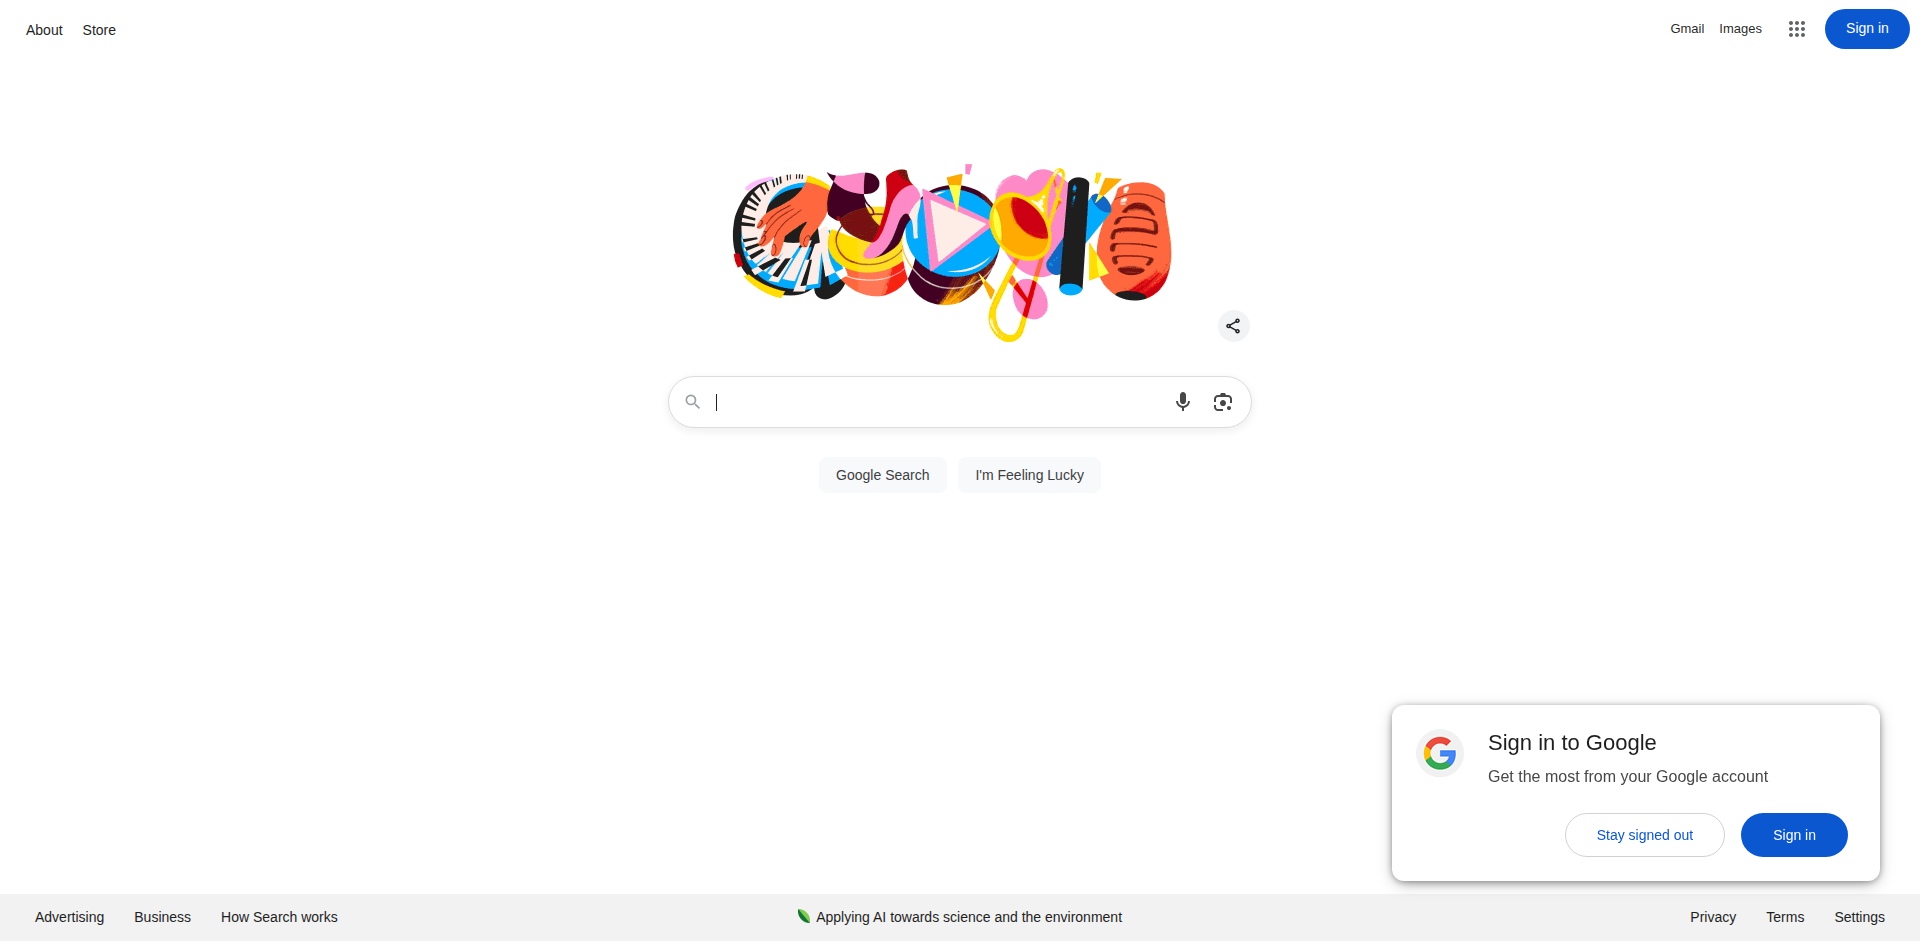 About Store
Gmail Images Sign in
Google Search I'm Feeling Lucky
Sign in to Google
Get the most from your Google account
Stay signed out Sign in
Advertising Business How Search works
Applying AI towards science and the environment
Privacy Terms Settings